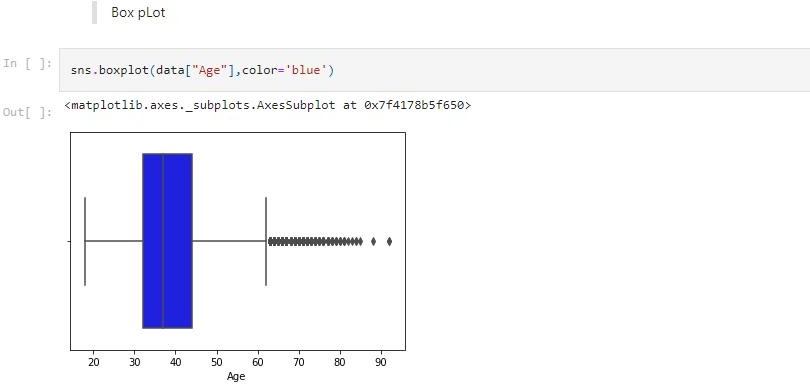 Box pLot
In [ ]:
sns.boxplot(data["Age"],color='blue')
Out[ ]:
<matplotlib.axes._subplots.AxesSubplot at 0x7f4178b5f650>
20 30 40 50 60 70 80 90
Age